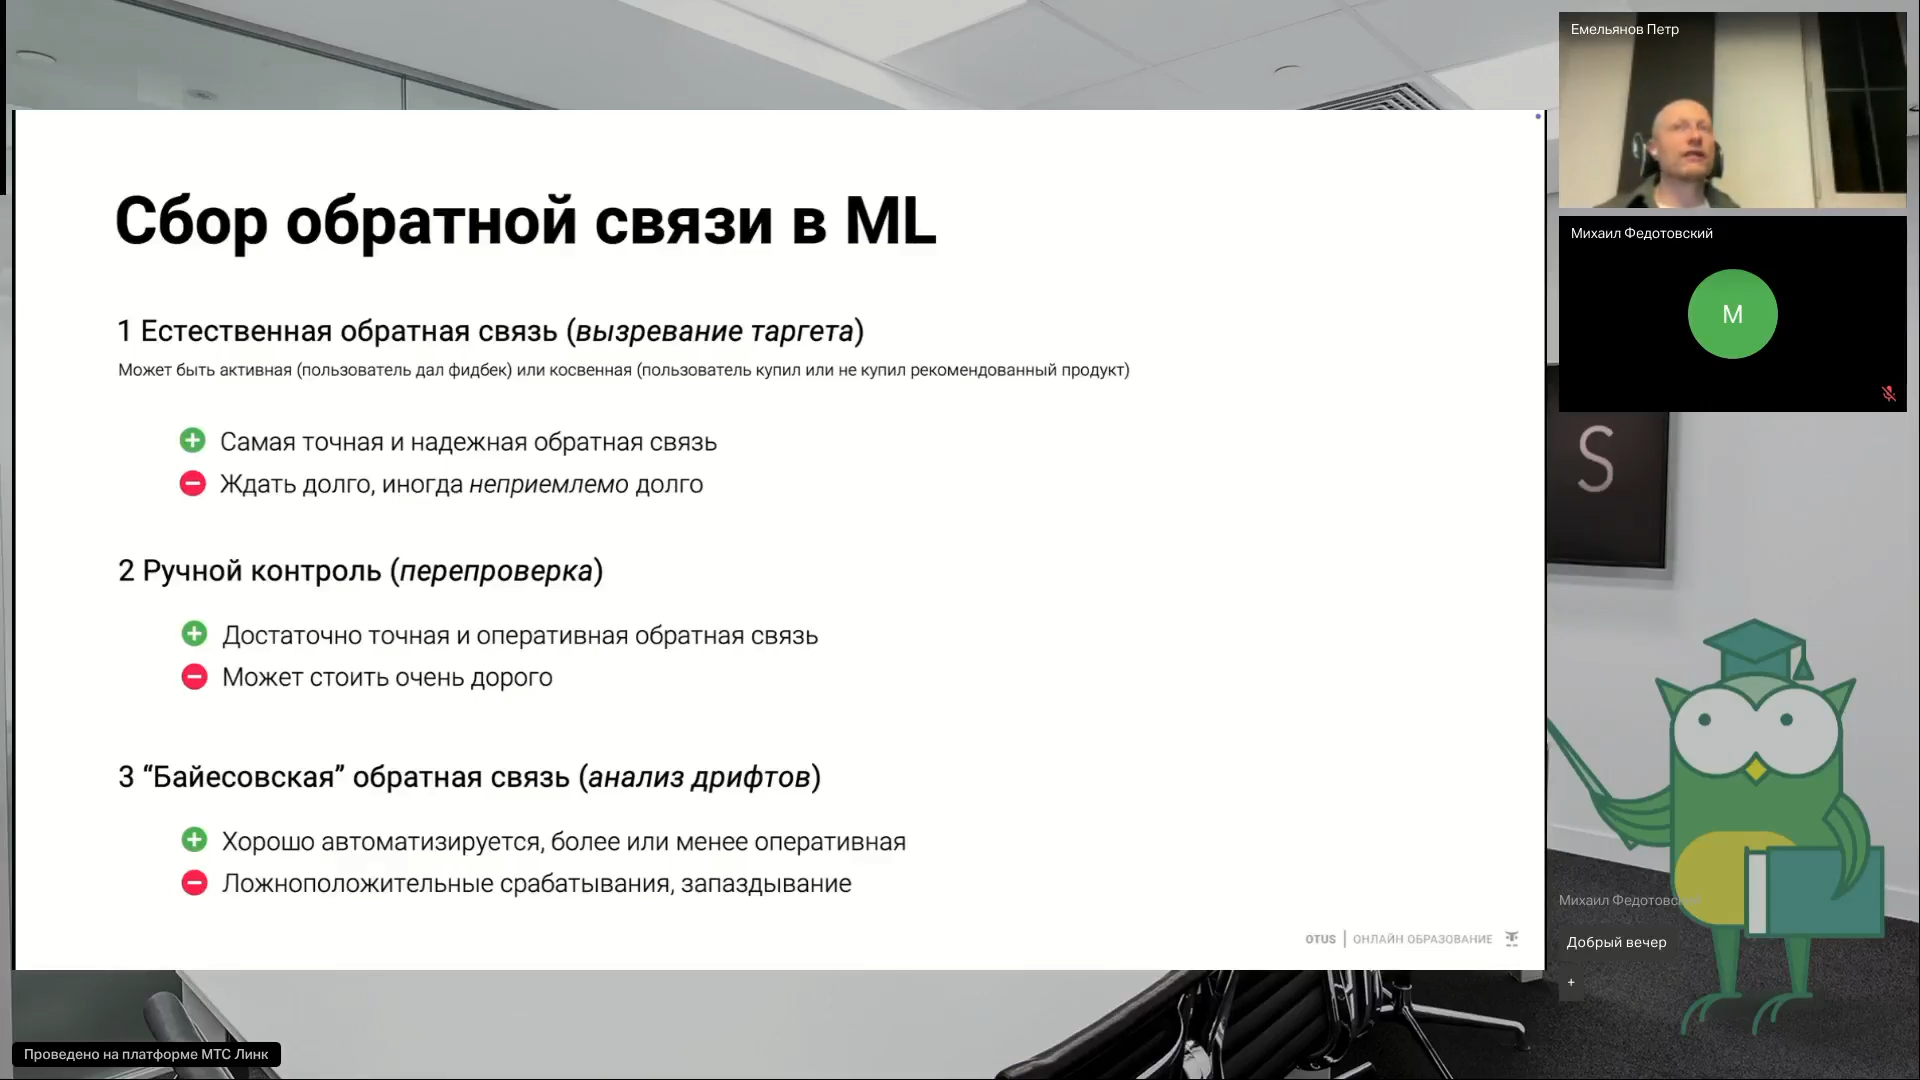 Сбор обратной связи в ML
1 Естественная обратная связь (вызревание таргета)
Может быть активная (пользователь дал фидбек) или косвенная (пользователь купил или не купил рекомендованный продукт)
Самая точная и надежная обратная связь
Ждать долго, иногда неприемлемо долго
2 Ручной контроль (перепроверка)
Достаточно точная и оперативная обратная связь
Может стоить очень дорого
3 “Байесовская” обратная связь (анализ дрифтов)
Хорошо автоматизируется, более или менее оперативная
Ложноположительные срабатывания, запаздывание
OTUS | ОНЛАЙН ОБРАЗОВАНИЕ
Емельянов Петр
Михаил Федотовский
М
S
Михаил Федотовский
Добрый вечер
+
Проведено на платформе МТС Линк